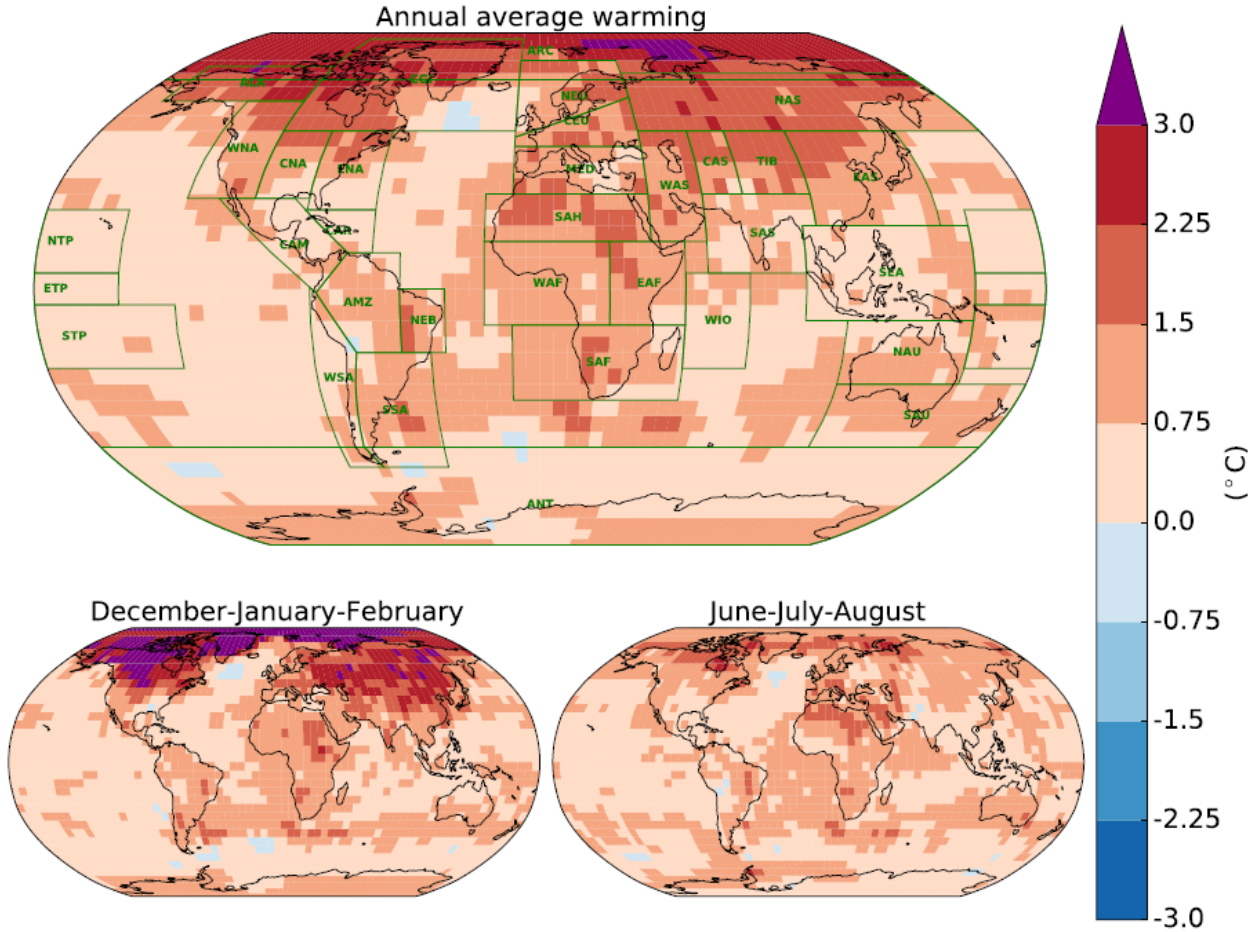 Annual average warming
ARC
ALA
CGI
NEU
NAS
CEU
WNA
CNA
ENA
MED
CAS
TIB
EAS
WAS
SAH
NTP
CAM
CAR
SAS
SEA
ETP
AMZ
WAF
EAF
NEB
WIO
STP
NAU
SAF
WSA
SSA
SAU
ANT
3.0
2.25
1.5
0.75
0.0
-0.75
-1.5
-2.25
-3.0
(°C)
December-January-February
June-July-August